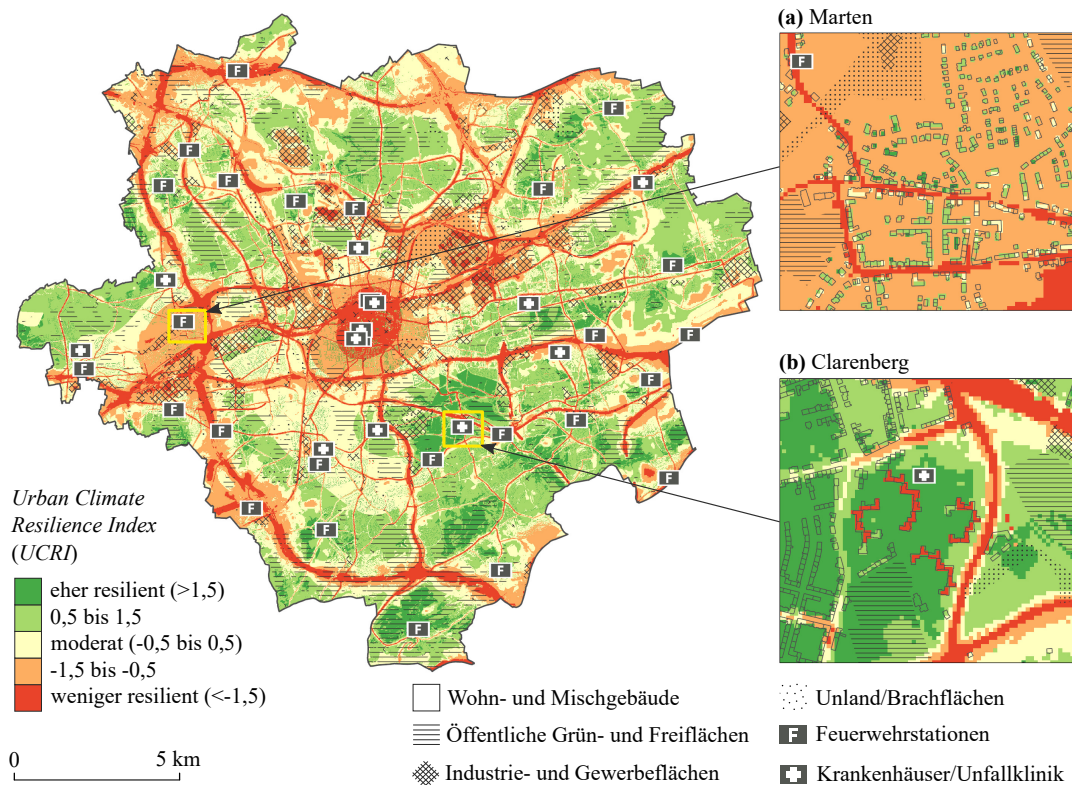 (a) Marten
(b) Clarenberg
Urban Climate
Resilience Index
(UCRI)
eher resilient (>1,5)
0,5 bis 1,5
moderat (-0,5 bis 0,5)
-1,5 bis -0,5
weniger resilient (<-1,5)
0 5 km
Wohn- und Mischgebäude
Öffentliche Grün- und Freiflächen
Industrie- und Gewerbeflächen
Unland/Brachflächen
F Feuerwehrstationen
Krankenhäuser/Unfallklinik